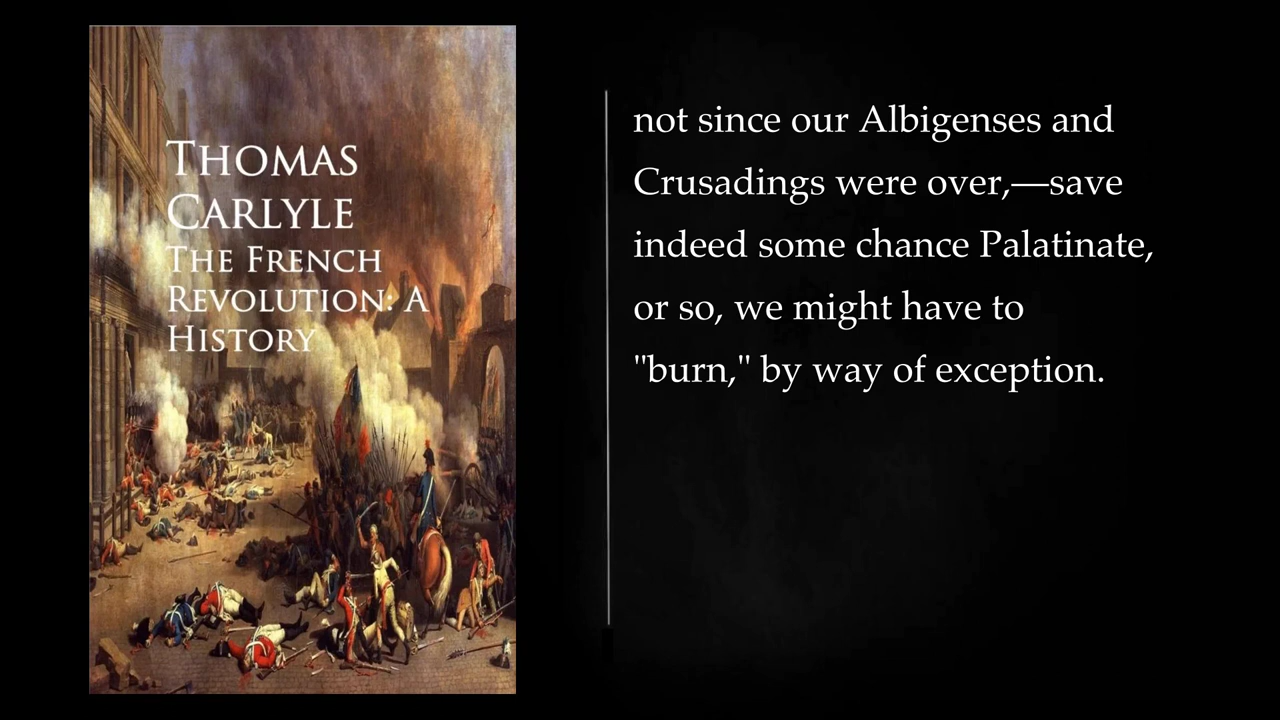 THOMAS
CARLYLE
THE FRENCH
REVOLUTION: A
HISTORY
not since our Albigenses and
Crusadings were over,—save
indeed some chance Palatinate,
or so, we might have to
"burn," by way of exception.